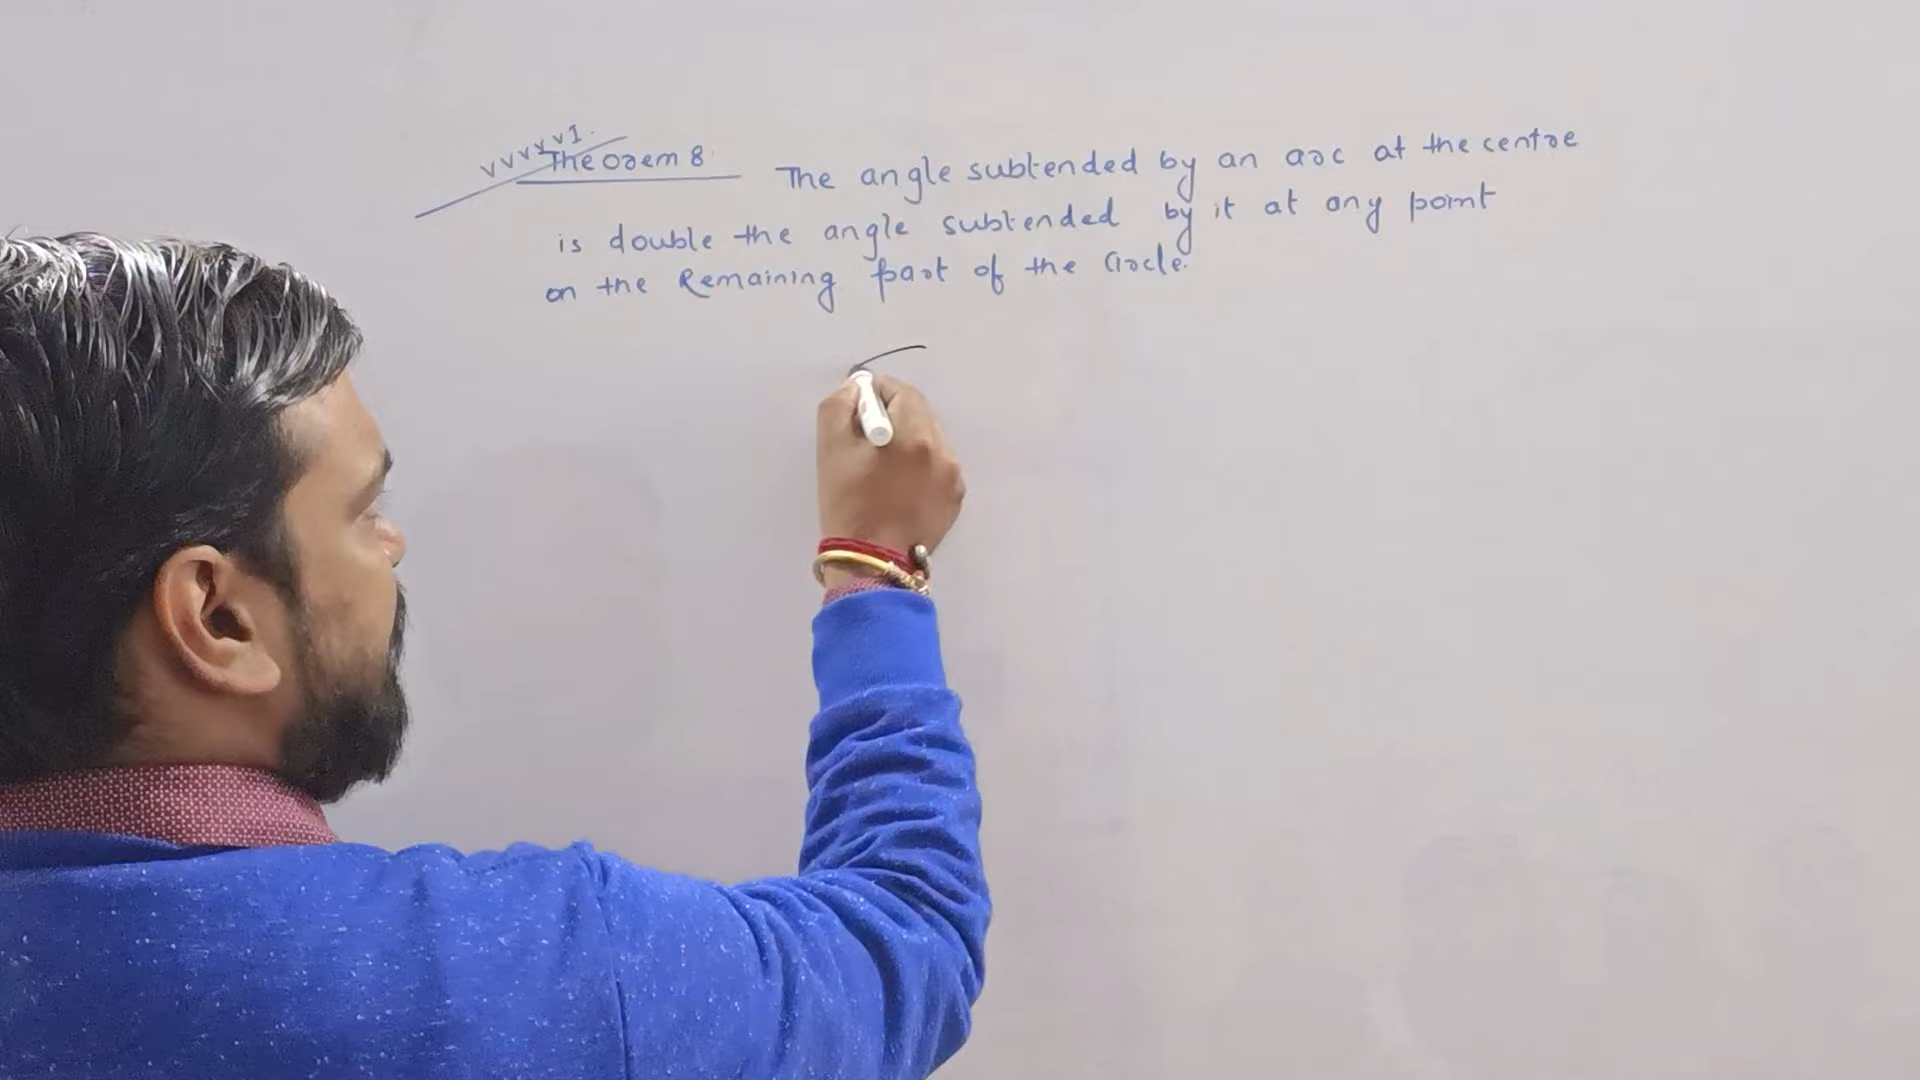 VVVVVI.
Theorem 8. The angle subtended by an arc at the centre
is double the angle subtended by it at any point
on the Remaining part of the Circle.